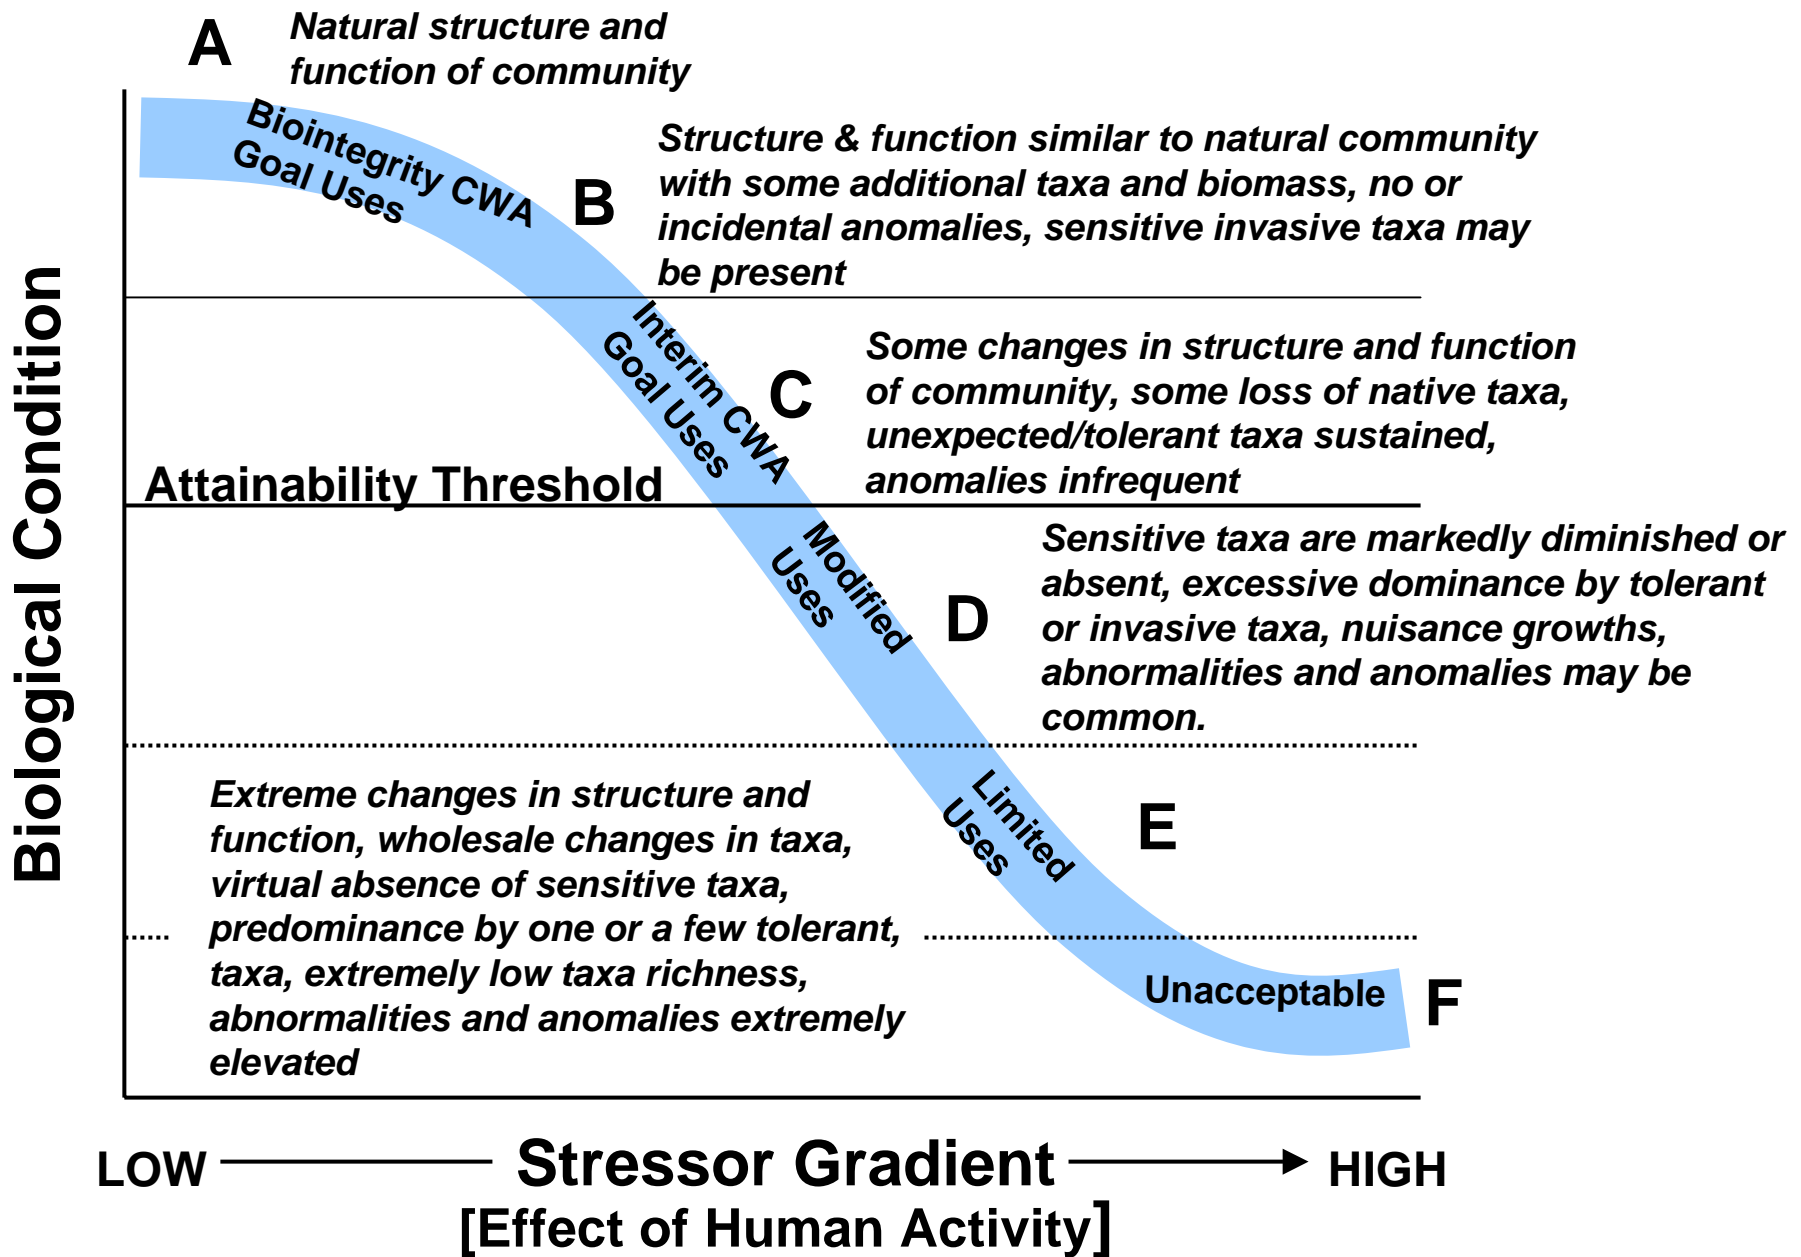 A
Natural structure and
function of community
Biointegrity CWA
Goal Uses
B
Structure & function similar to natural community
with some additional taxa and biomass, no or
incidental anomalies, sensitive invasive taxa may
be present
Interim CWA
Goal Uses
C
Some changes in structure and function
of community, some loss of native taxa,
unexpected/tolerant taxa sustained,
anomalies infrequent
Attainability Threshold
Modified
Uses
D
Sensitive taxa are markedly diminished or
absent, excessive dominance by tolerant
or invasive taxa, nuisance growths,
abnormalities and anomalies may be
common.
Biological Condition
Limited
Uses
E
Extreme changes in structure and
function, wholesale changes in taxa,
virtual absence of sensitive taxa,
predominance by one or a few tolerant,
taxa, extremely low taxa richness,
abnormalities and anomalies extremely
elevated
Unacceptable
F
LOW
Stressor Gradient
HIGH
[Effect of Human Activity]